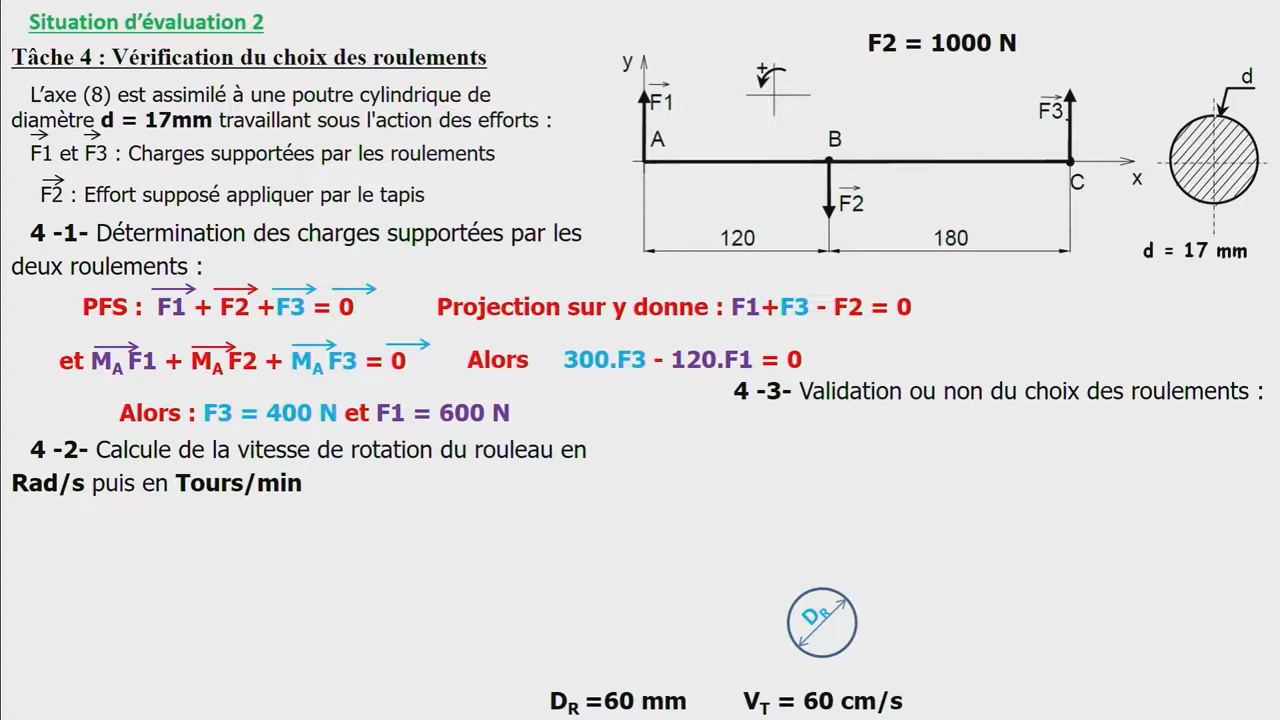 Situation d’évaluation 2
Tâche 4 : Vérification du choix des roulements
L’axe (8) est assimilé à une poutre cylindrique de
diamètre d = 17mm travaillant sous l'action des efforts :
F1 et F3 : Charges supportées par les roulements
F2 : Effort supposé appliquer par le tapis
4 -1- Détermination des charges supportées par les
deux roulements :
F2 = 1000 N
y
+
F1
F3
d
A
B
C
x
F2
120
180
d = 17 mm
PFS : F1 + F2 +F3 = 0
Projection sur y donne : F1+F3 - F2 = 0
et MA F1 + MA F2 + MA F3 = 0
Alors 300.F3 - 120.F1 = 0
Alors : F3 = 400 N et F1 = 600 N
4 -2- Calcule de la vitesse de rotation du rouleau en
Rad/s puis en Tours/min
4 -3- Validation ou non du choix des roulements :
DR
DR =60 mm
VT = 60 cm/s